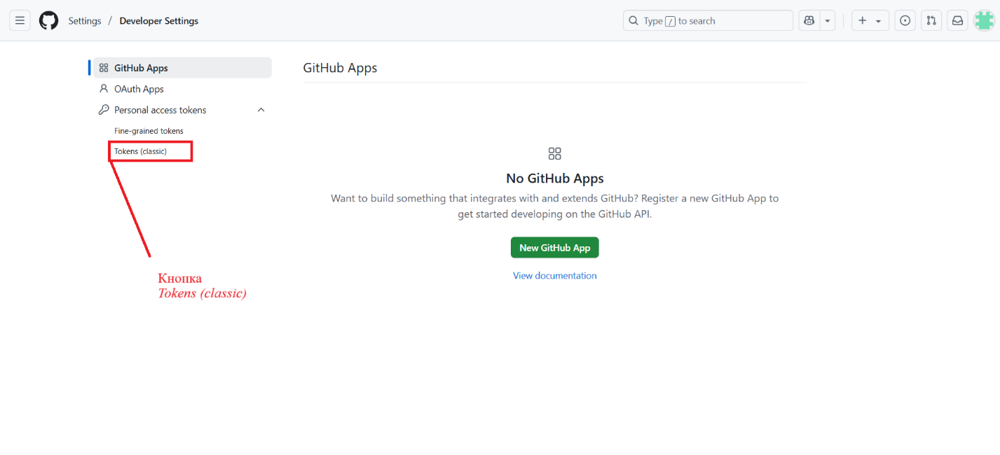 Settings / Developer Settings
Type / to search
GitHub Apps
OAuth Apps
Personal access tokens
Fine-grained tokens
Tokens (classic)
Кнопка
Tokens (classic)
GitHub Apps
No GitHub Apps
Want to build something that integrates with and extends GitHub? Register a new GitHub App to
get started developing on the GitHub API.
New GitHub App
View documentation